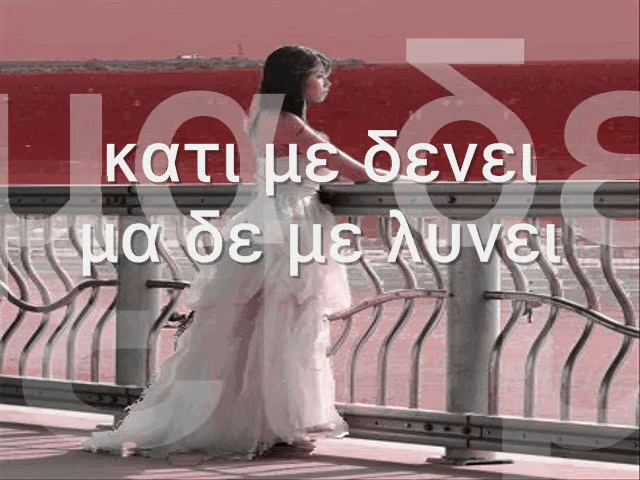 κατι με δενει
μα δε με λυνει